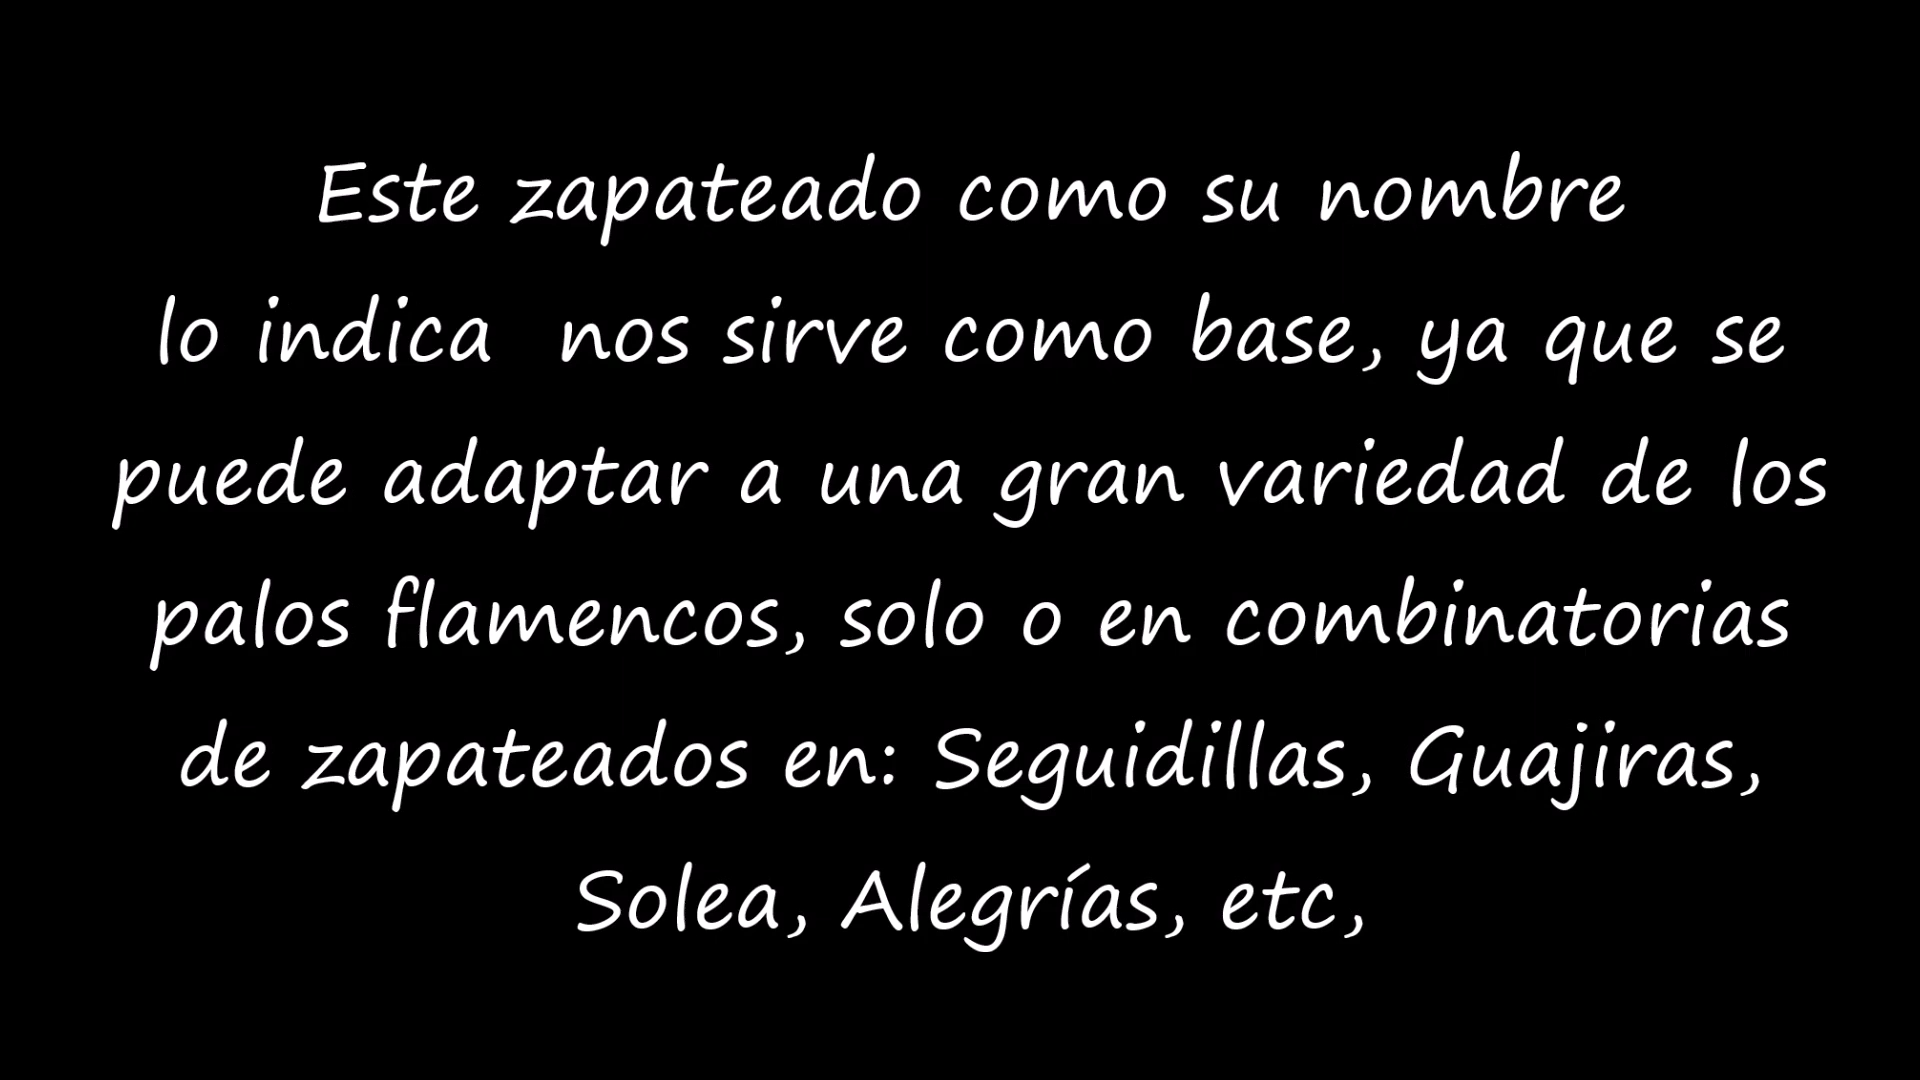 Este zapateado como su nombre
lo indica  nos sirve como base, ya que se
puede adaptar a una gran variedad de los
palos flamencos, solo o en combinatorias
de zapateados en: Seguidillas, Guajiras,
Solea, Alegrías, etc,